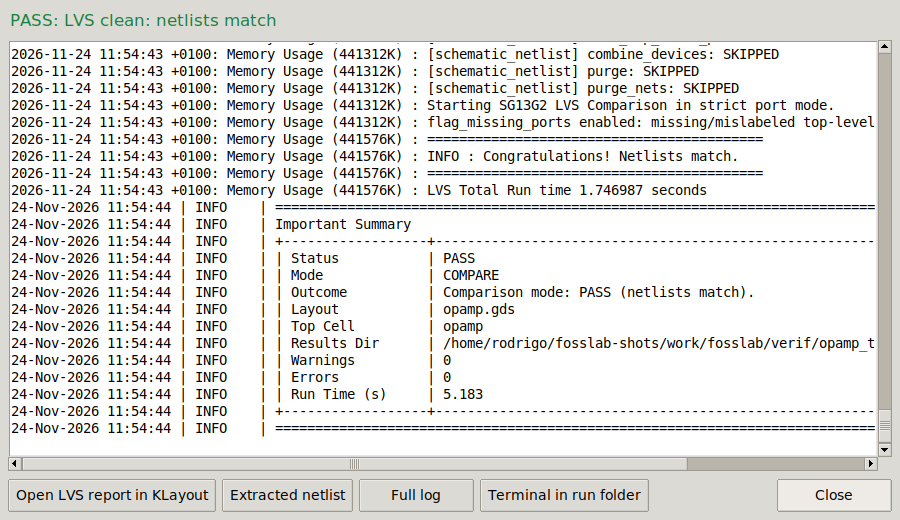 PASS: LVS clean: netlists match
2026-11-24 11:54:43 +0100: Memory Usage (441312K) : [schematic_netlist] combine_devices: SKIPPED
2026-11-24 11:54:43 +0100: Memory Usage (441312K) : [schematic_netlist] purge: SKIPPED
2026-11-24 11:54:43 +0100: Memory Usage (441312K) : [schematic_netlist] purge_nets: SKIPPED
2026-11-24 11:54:43 +0100: Memory Usage (441312K) : Starting SG13G2 LVS Comparison in strict port mode.
2026-11-24 11:54:43 +0100: Memory Usage (441312K) : flag_missing_ports enabled: missing/mislabeled top-level
2026-11-24 11:54:43 +0100: Memory Usage (441576K) : ==========================================
2026-11-24 11:54:43 +0100: Memory Usage (441576K) : INFO : Congratulations! Netlists match.
2026-11-24 11:54:43 +0100: Memory Usage (441576K) : ==========================================
2026-11-24 11:54:43 +0100: Memory Usage (441576K) : LVS Total Run time 1.746987 seconds
24-Nov-2026 11:54:44 | INFO    | ===========================================================================
24-Nov-2026 11:54:44 | INFO    | Important Summary
24-Nov-2026 11:54:44 | INFO    | +------------------+-------------------------------------------------------
24-Nov-2026 11:54:44 | INFO    | | Status           | PASS
24-Nov-2026 11:54:44 | INFO    | | Mode             | COMPARE
24-Nov-2026 11:54:44 | INFO    | | Outcome          | Comparison mode: PASS (netlists match).
24-Nov-2026 11:54:44 | INFO    | | Layout           | opamp.gds
24-Nov-2026 11:54:44 | INFO    | | Top Cell         | opamp
24-Nov-2026 11:54:44 | INFO    | | Results Dir      | /home/rodrigo/fosslab-shots/work/fosslab/verif/opamp_t
24-Nov-2026 11:54:44 | INFO    | | Warnings         | 0
24-Nov-2026 11:54:44 | INFO    | | Errors           | 0
24-Nov-2026 11:54:44 | INFO    | | Run Time (s)     | 5.183
24-Nov-2026 11:54:44 | INFO    | +------------------+-------------------------------------------------------
24-Nov-2026 11:54:44 | INFO    | ===========================================================================
Open LVS report in KLayout
Extracted netlist
Full log
Terminal in run folder
Close